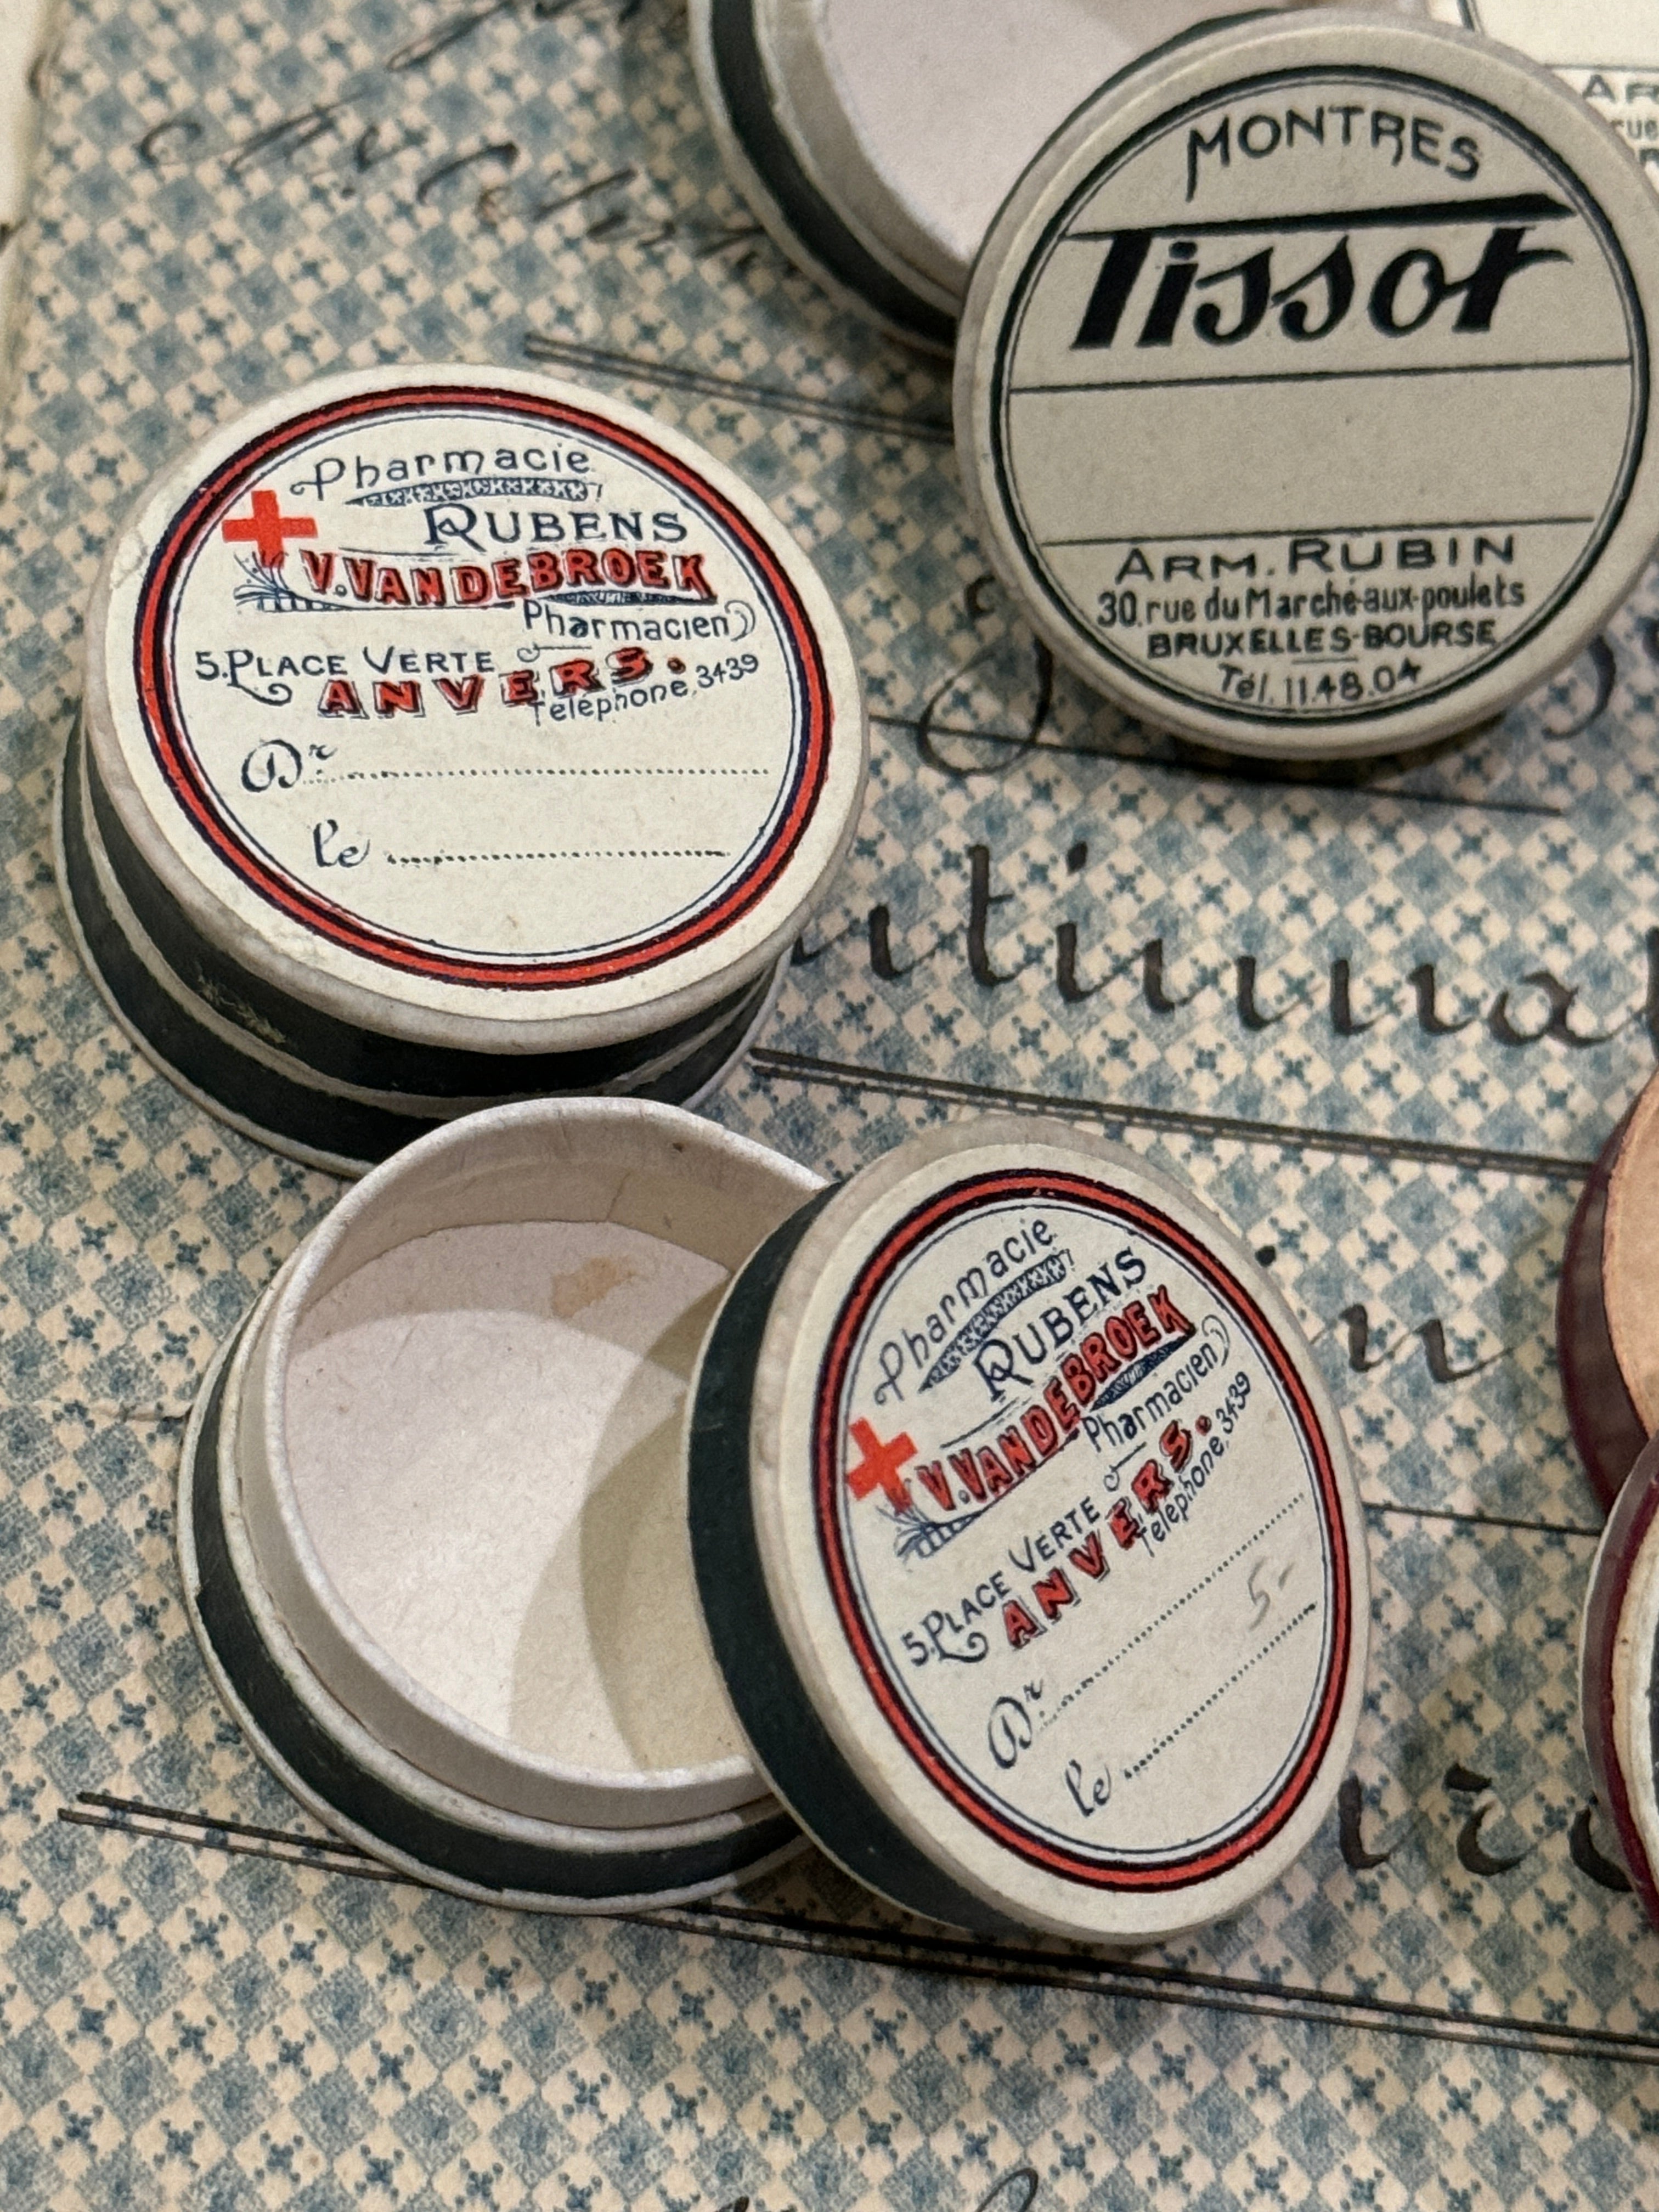 MONTRES
Tissot
ARM. RUBIN
30 rue du Marché-aux-poulets
BRUXELLES-BOURSE
Tél. 11.48.04
Pharmacie
RUBENS
V. VANDEBROEK
Pharmacien
5. PLACE VERTE
ANVERS.
Téléphone, 3439
Dr
le
Pharmacie
RUBENS
V. VANDEBROEK
Pharmacien
5. PLACE VERTE
ANVERS.
Téléphone, 3439
Dr
5-
le